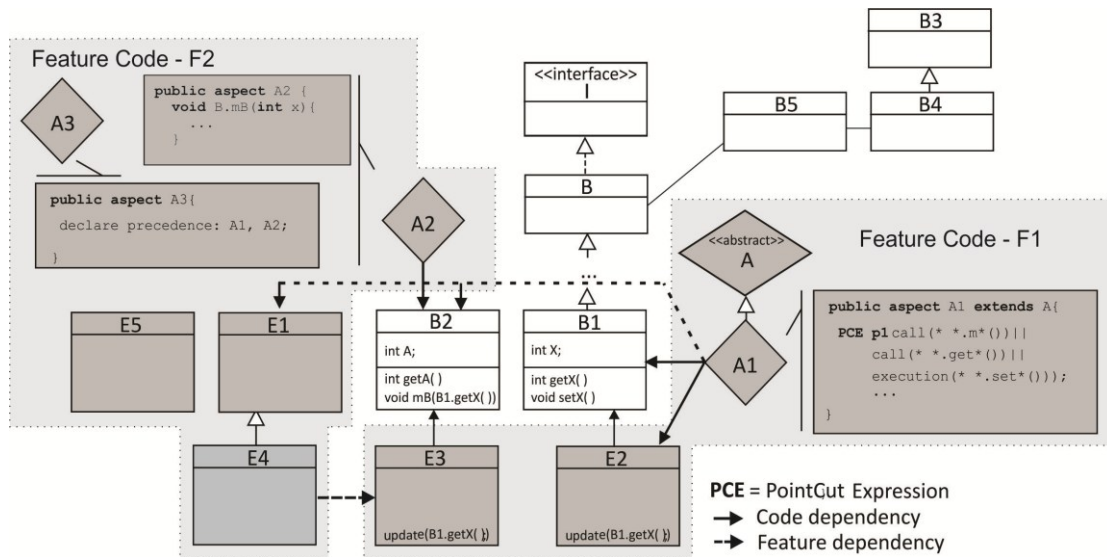 Feature Code - F2
A3
public aspect A2 {
void B.mB(int x){
...
}
public aspect A3{
declare precedence: A1, A2;
}
A2
<<interface>>
I
B
...
B5
B4
B3
Feature Code - F1
<<abstract>>
A
A1
public aspect A1 extends A{
PCE p1call(* *.m*())||
call(* *.get*())||
execution(* *.set*()));
...
}
E5
E1
B2
int A;
int getA( )
void mB(B1.getX( ))
B1
int X;
int getX( )
void setX( )
E4
E3
update(B1.getX( ));
E2
update(B1.getX( ));
PCE = PointCut Expression
Code dependency
Feature dependency